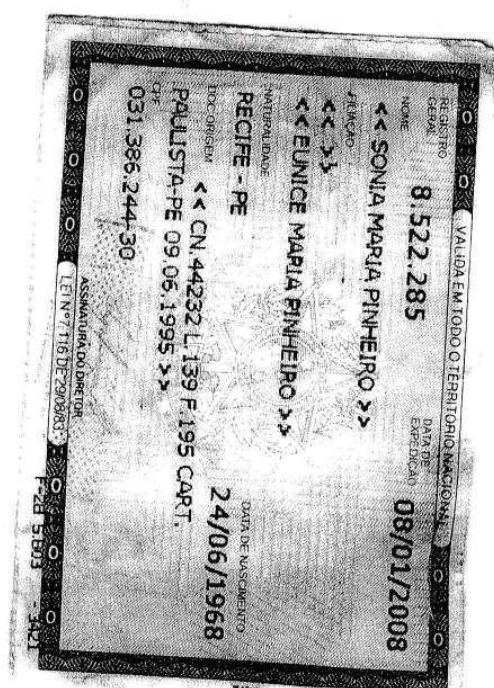 VÁLIDA EM TODO O TERRITÓRIO NACIONAL
REGISTRO GERAL 8.522.285 DATA DE EXPEDIÇÃO 08/01/2008
NOME
<< SONIA MARIA PINHEIRO >>
FILIAÇÃO
<< >>
<< EUNICE MARIA PINHEIRO >>
NATURALIDADE DATA DE NASCIMENTO
RECIFE - PE 24/06/1968
DOC ORIGEM << CN.44232 L.139 F.195 CART.
PAULISTA-PE 09.06.1995 >>
CPF
031.386.244-30
ASSINATURA DO DIRETOR
LEI Nº 7.116 DE 29/08/83
- 3421